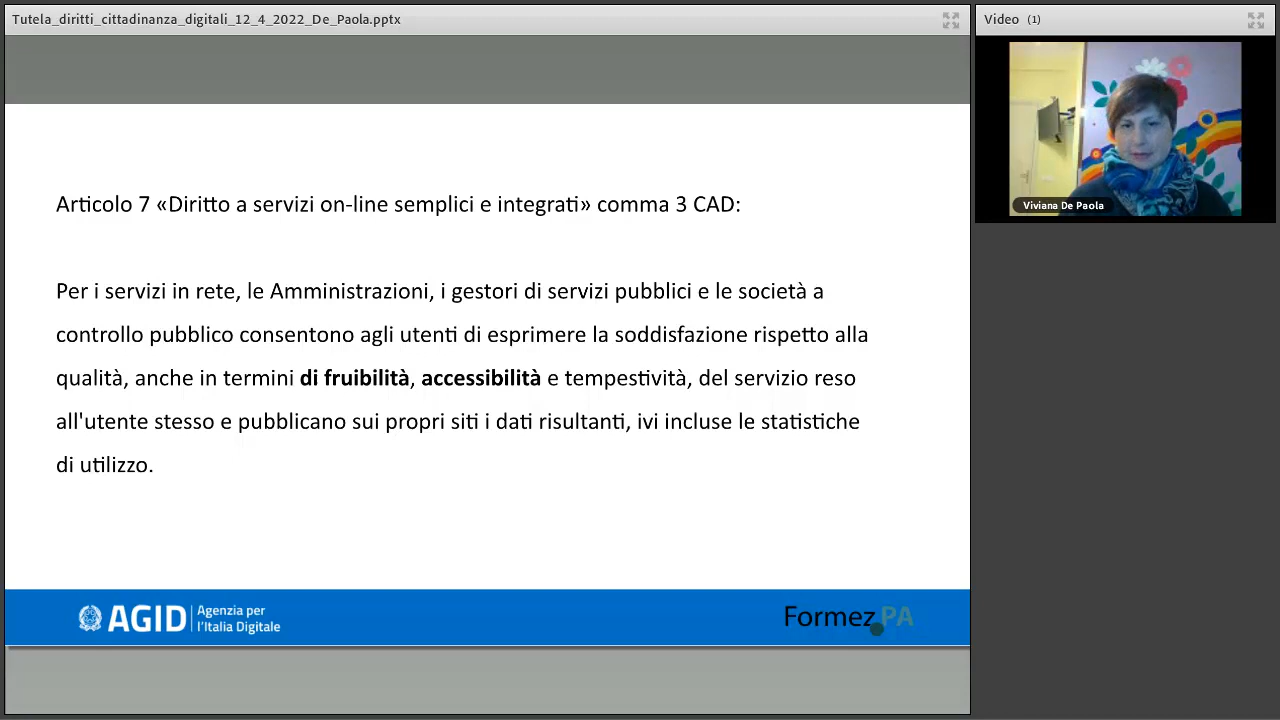 Tutela_diritti_cittadinanza_digitali_12_4_2022_De_Paola.pptx
Video (1)
Viviana De Paola
Articolo 7 «Diritto a servizi on-line semplici e integrati» comma 3 CAD:
Per i servizi in rete, le Amministrazioni, i gestori di servizi pubblici e le società a
controllo pubblico consentono agli utenti di esprimere la soddisfazione rispetto alla
qualità, anche in termini di fruibilità, accessibilità e tempestività, del servizio reso
all'utente stesso e pubblicano sui propri siti i dati risultanti, ivi incluse le statistiche
di utilizzo.
AGID
Agenzia per
l'Italia Digitale
Formez PA